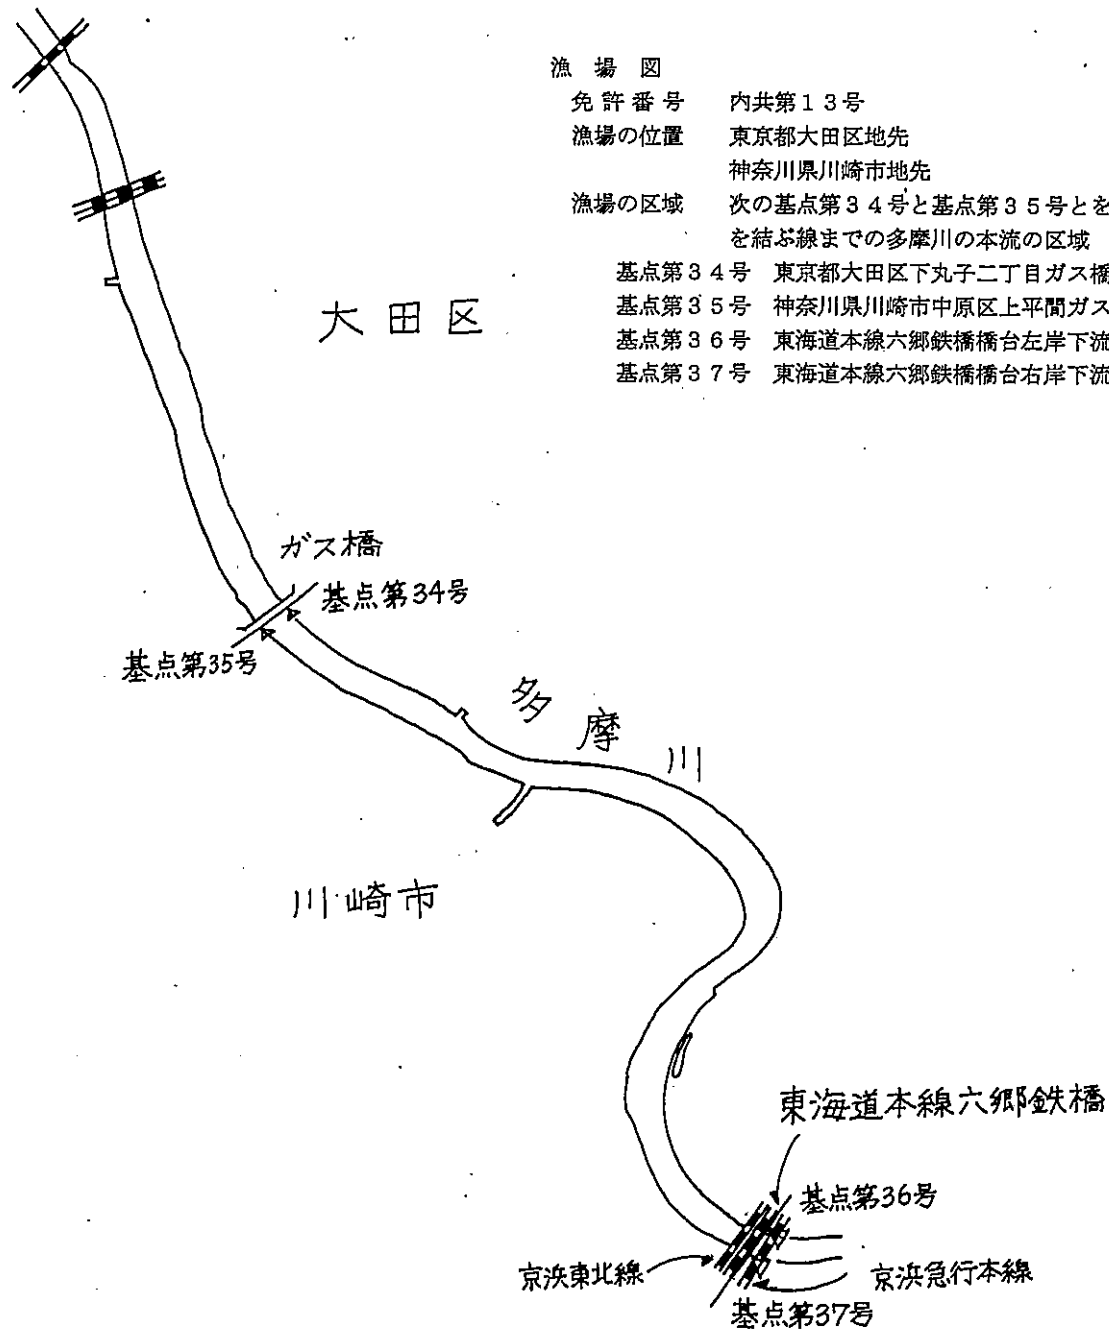 漁場図
免許番号 内共第13号
漁場の位置 東京都大田区地先
神奈川県川崎市地先
漁場の区域 次の基点第34号と基点第35号とを
を結ぶ線までの多摩川の本流の区域
基点第34号 東京都大田区下丸子二丁目ガス橋
基点第35号 神奈川県川崎市中原区上平間ガス
基点第36号 東海道本線六郷鉄橋橋台左岸下流
基点第37号 東海道本線六郷鉄橋橋台右岸下流
大田区
ガス橋
基点第34号
基点第35号
多摩川
川崎市
東海道本線六郷鉄橋
基点第36号
京浜東北線
京浜急行本線
基点第37号